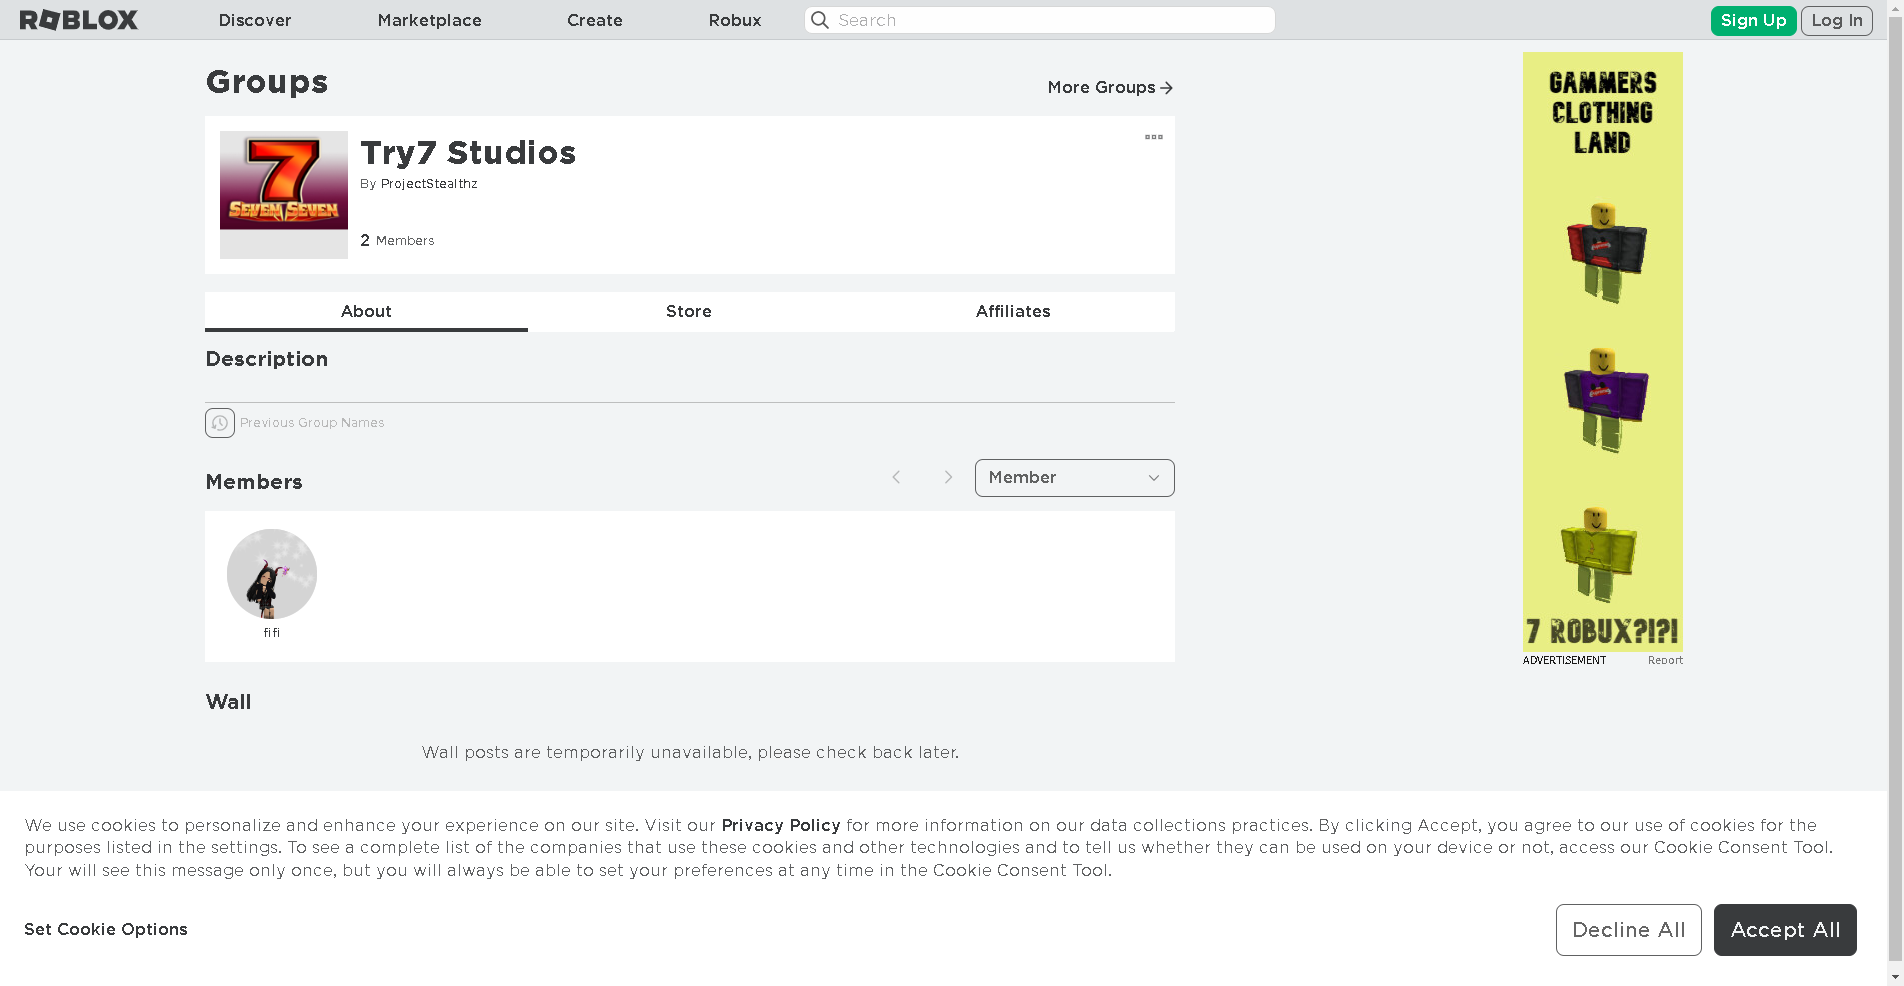 ROBLOX
Discover
Marketplace
Create
Robux
Search
Sign Up
Log In
Groups
More Groups
Try7 Studios
By ProjectStealthz
2 Members
7
SEVEN SEVEN
About
Store
Affiliates
Description
Previous Group Names
Members
Member
fifi
Wall
Wall posts are temporarily unavailable, please check back later.
GAMMERS
CLOTHING
LAND
7 ROBUX?!?!
ADVERTISEMENT
Report
We use cookies to personalize and enhance your experience on our site. Visit our Privacy Policy for more information on our data collections practices. By clicking Accept, you agree to our use of cookies for the
purposes listed in the settings. To see a complete list of the companies that use these cookies and other technologies and to tell us whether they can be used on your device or not, access our Cookie Consent Tool.
Your will see this message only once, but you will always be able to set your preferences at any time in the Cookie Consent Tool.
Set Cookie Options
Decline All
Accept All